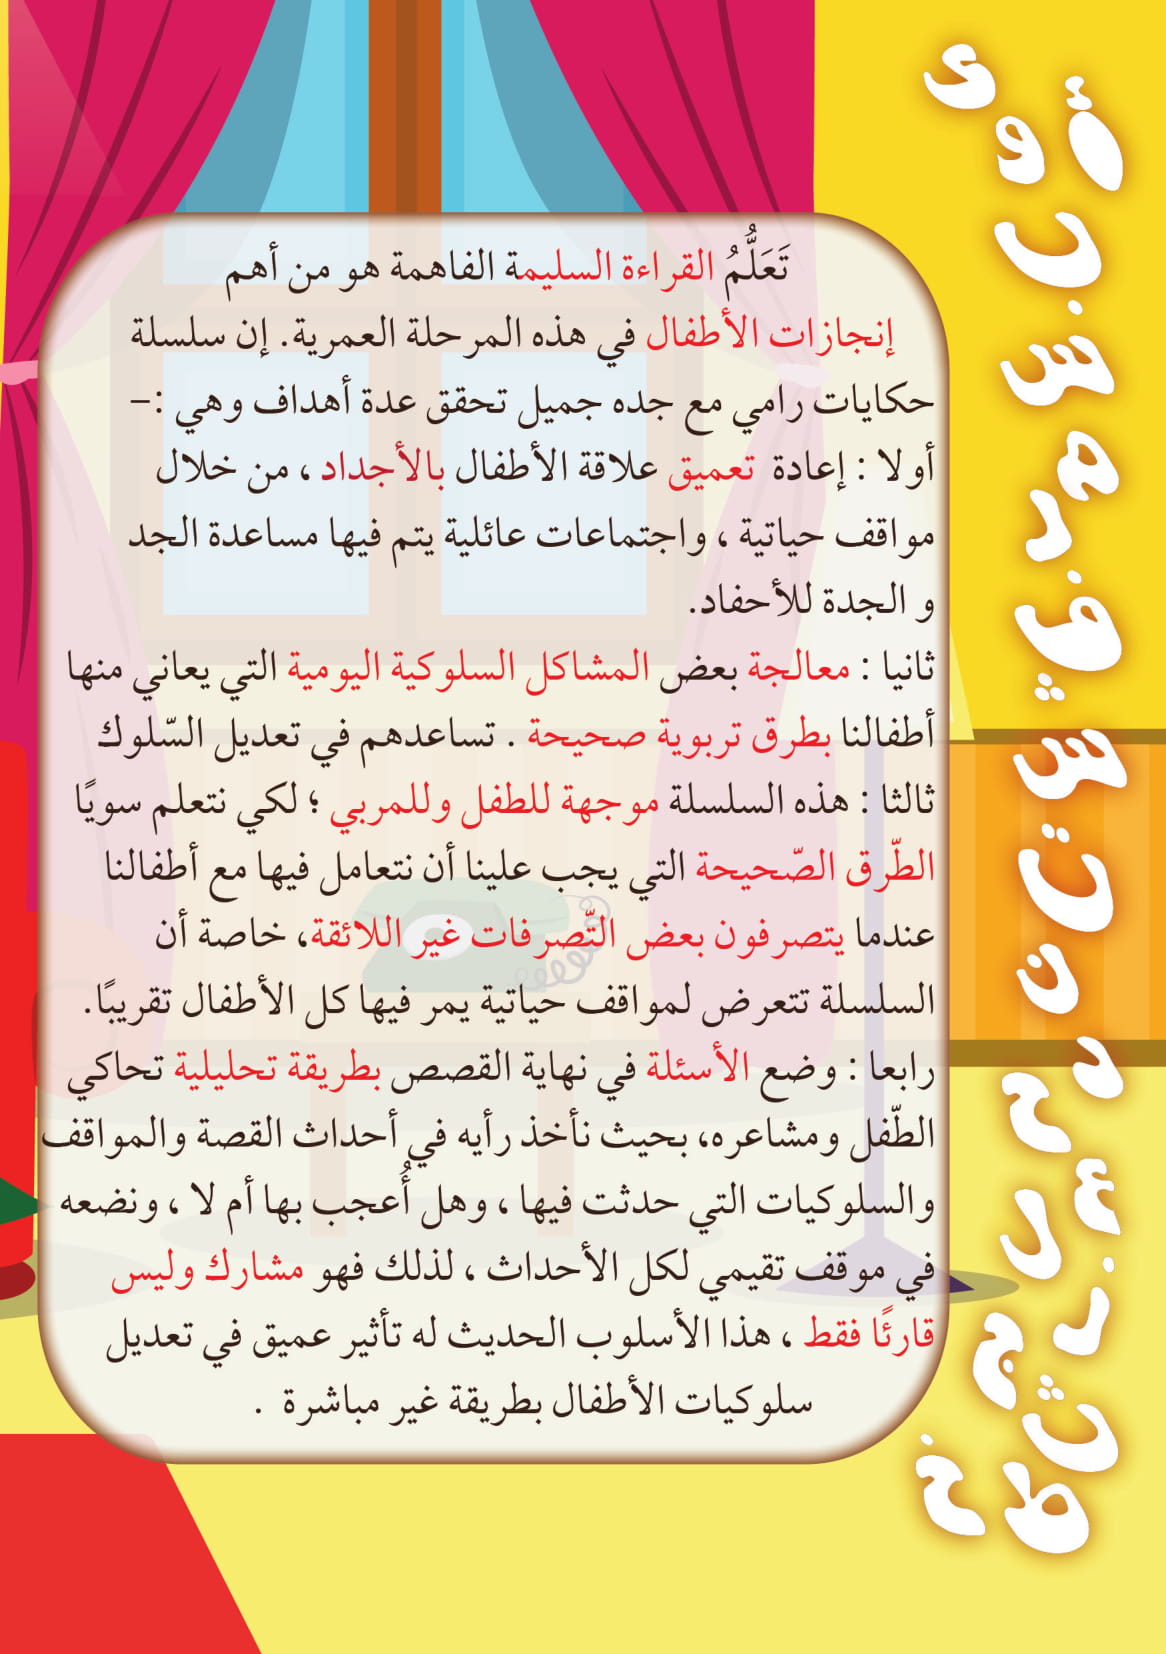 تَعَلُّمُ القراءة السليمة الفاهمة هو من أهم
إنجازات الأطفال في هذه المرحلة العمرية. إن سلسلة
حكايات رامي مع جده جميل تحقق عدة أهداف وهي :-
أولا : إعادة تعميق علاقة الأطفال بالأجداد ، من خلال
مواقف حياتية ، واجتماعات عائلية يتم فيها مساعدة الجد
و الجدة للأحفاد.
ثانيا : معالجة بعض المشاكل السلوكية اليومية التي يعاني منها
أطفالنا بطرق تربوية صحيحة . تساعدهم في تعديل السّلوك
ثالثا : هذه السلسلة موجهة للطفل وللمربي ؛ لكي نتعلم سويًا
الطّرق الصّحيحة التي يجب علينا أن نتعامل فيها مع أطفالنا
عندما يتصرفون بعض التّصرفات غير اللائقة، خاصة أن
السلسلة تتعرض لمواقف حياتية يمر فيها كل الأطفال تقريبًا.
رابعا : وضع الأسئلة في نهاية القصص بطريقة تحليلية تحاكي
الطّفل ومشاعره، بحيث نأخذ رأيه في أحداث القصة والمواقف
والسلوكيات التي حدثت فيها ، وهل أُعجب بها أم لا ، ونضعه
في موقف تقيمي لكل الأحداث ، لذلك فهو مشارك وليس
قارئًا فقط ، هذا الأسلوب الحديث له تأثير عميق في تعديل
سلوكيات الأطفال بطريقة غير مباشرة .